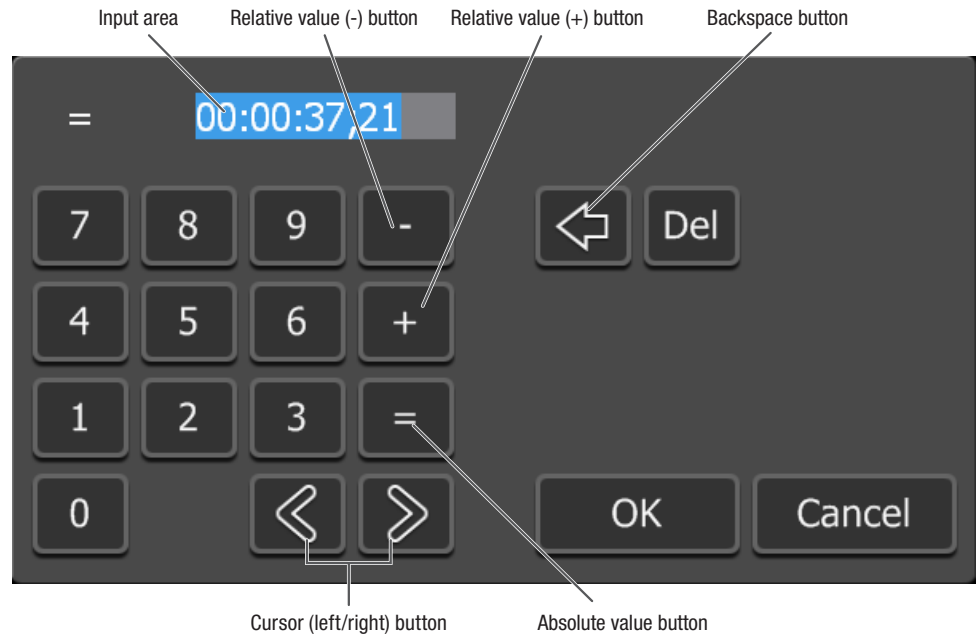 Input area Relative value (-) button Relative value (+) button Backspace button
= 00:00:37;21
7 8 9 - Del
4 5 6 +
1 2 3 =
0 OK Cancel
Cursor (left/right) button Absolute value button